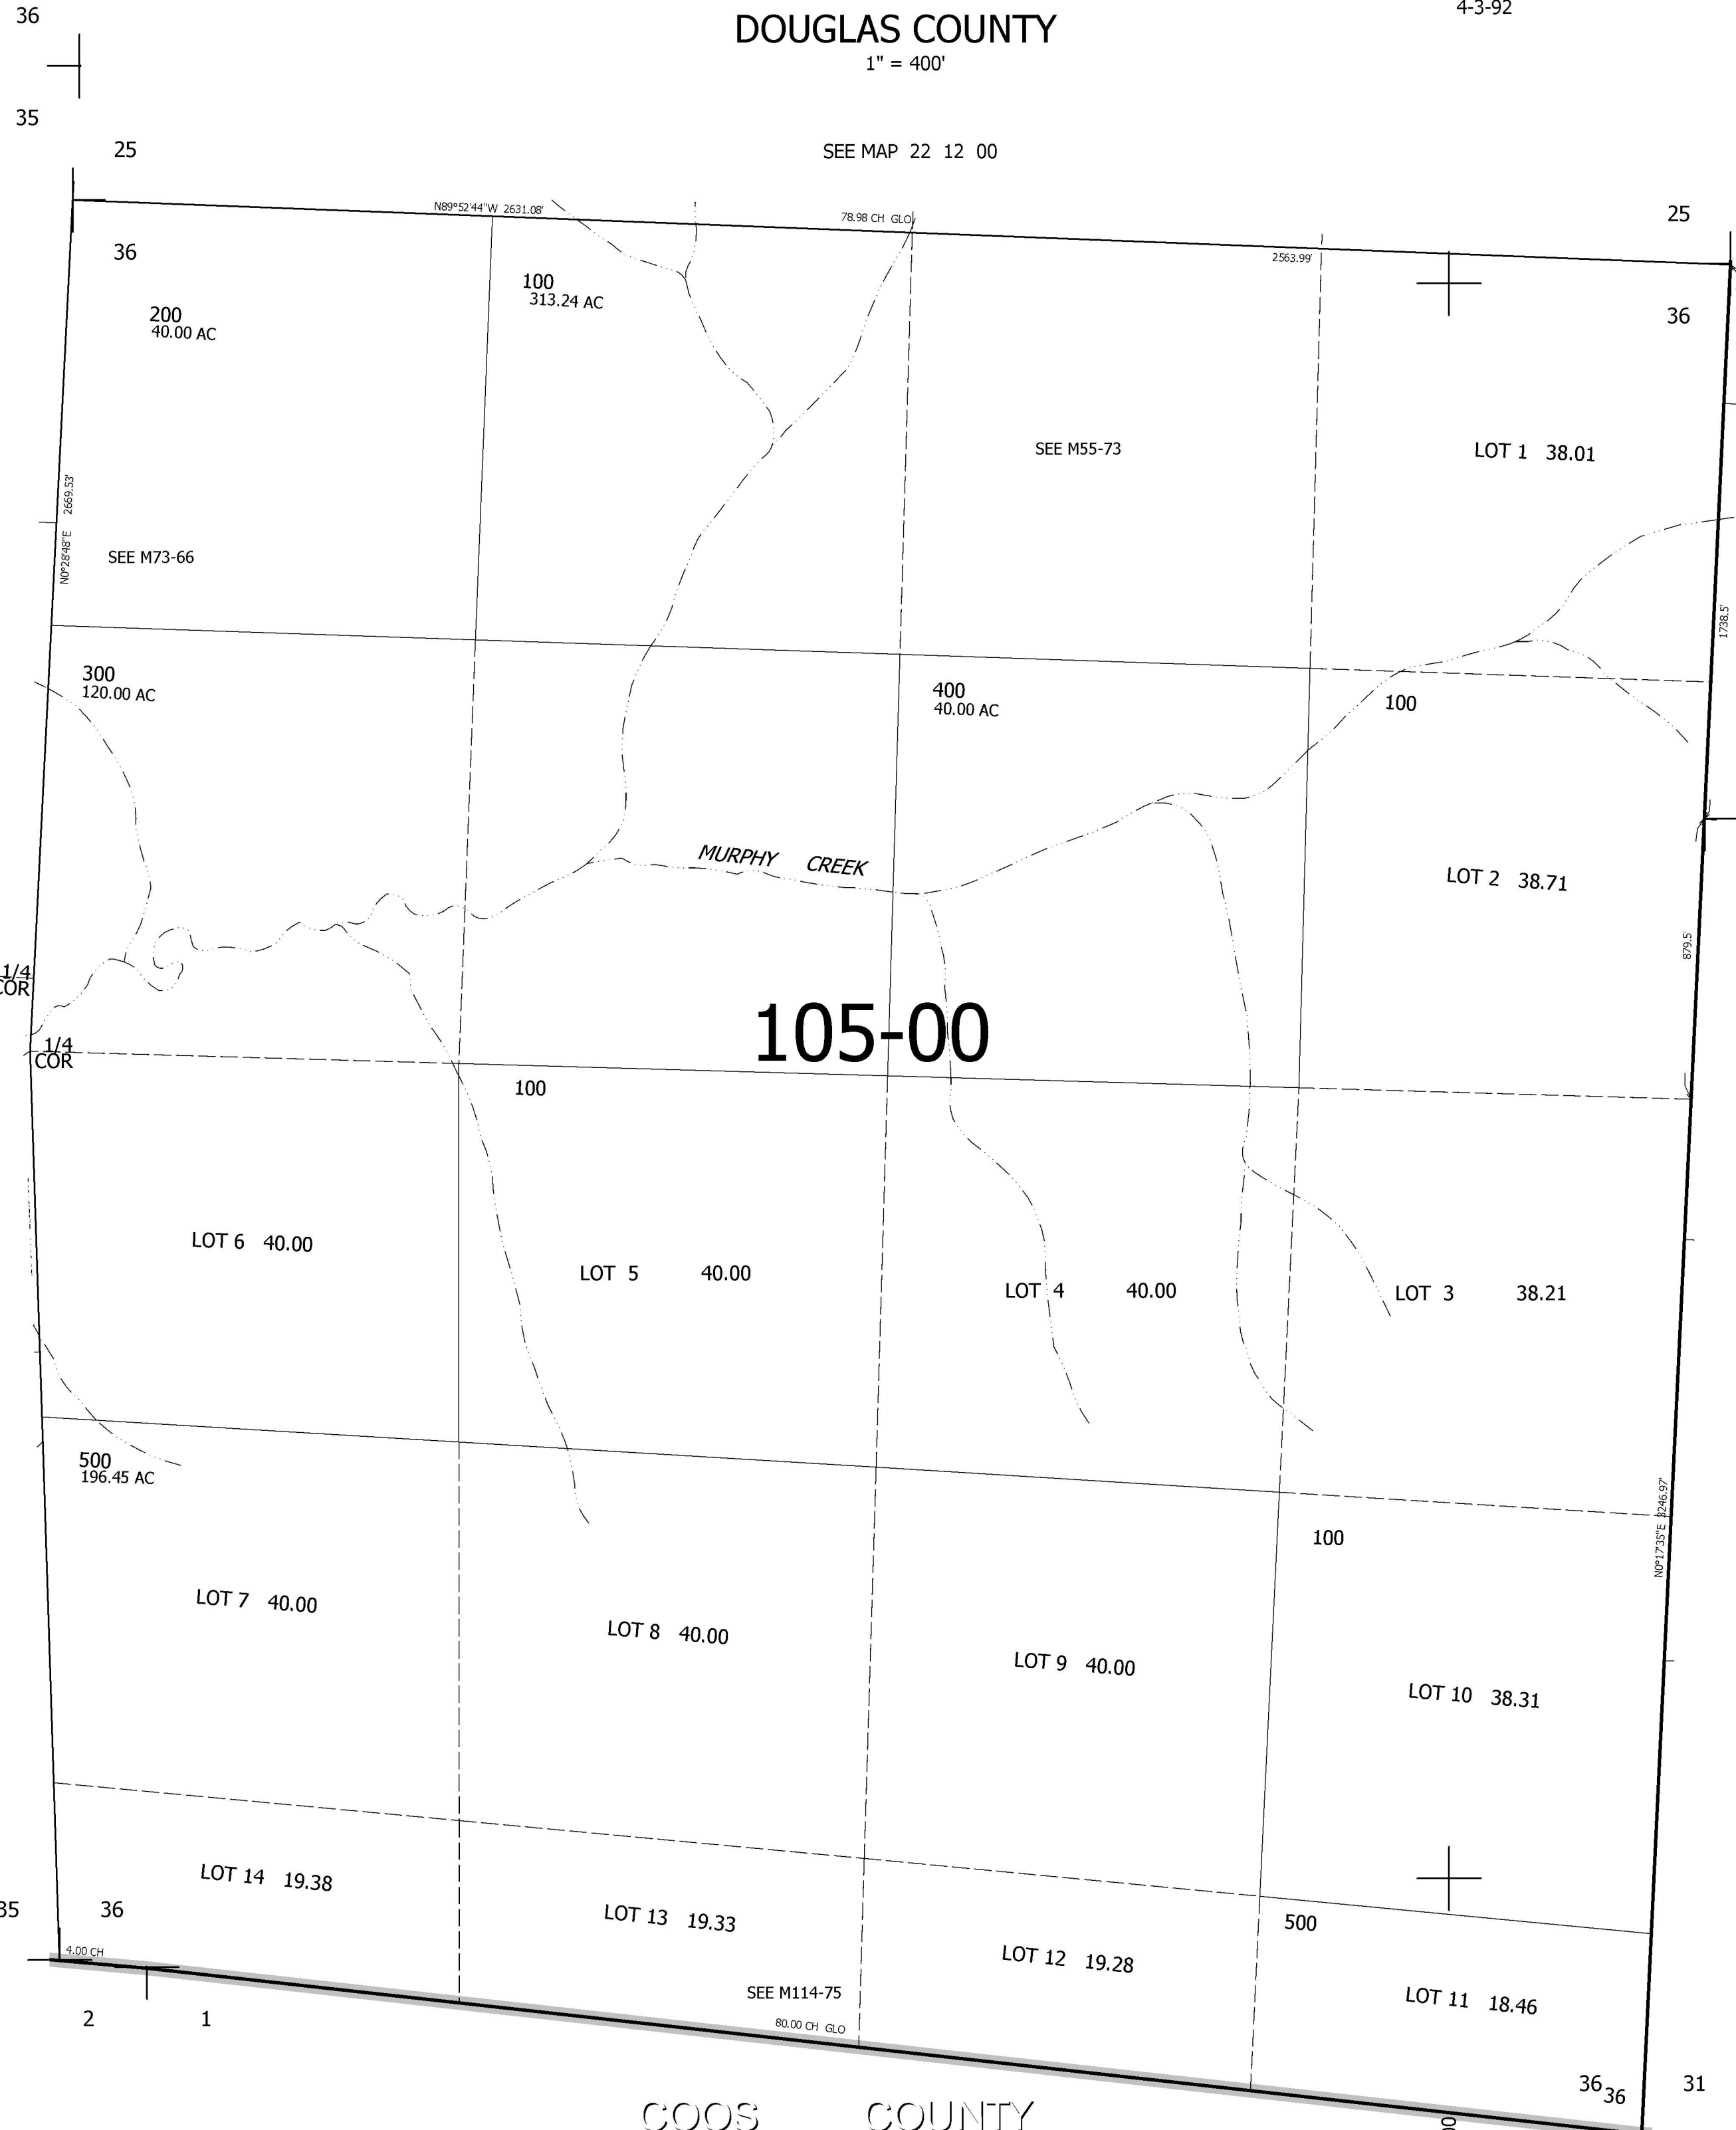 36
4-3-92
DOUGLAS COUNTY
1" = 400'
35
25
SEE MAP 22 12 00
N89°52'44"W 2631.08'
78.98 CH GLO
25
36
2563.99'
100
313.24 AC
200
40.00 AC
36
SEE M55-73
LOT 1 38.01
N0°28'48"E 2669.53'
SEE M73-66
1738.5'
300
120.00 AC
400
40.00 AC
100
MURPHY CREEK
LOT 2 38.71
879.5'
1/4
COR
105-00
1/4
COR
100
LOT 6 40.00
LOT 5 40.00
LOT 4 40.00
LOT 3 38.21
500
196.45 AC
N0°17'35"E 3246.97'
100
LOT 7 40.00
LOT 8 40.00
LOT 9 40.00
LOT 10 38.31
LOT 14 19.38
35
36
LOT 13 19.33
500
LOT 12 19.28
4.00 CH
SEE M114-75
LOT 11 18.46
2
1
80.00 CH GLO
36
36
31
COOS COUNTY